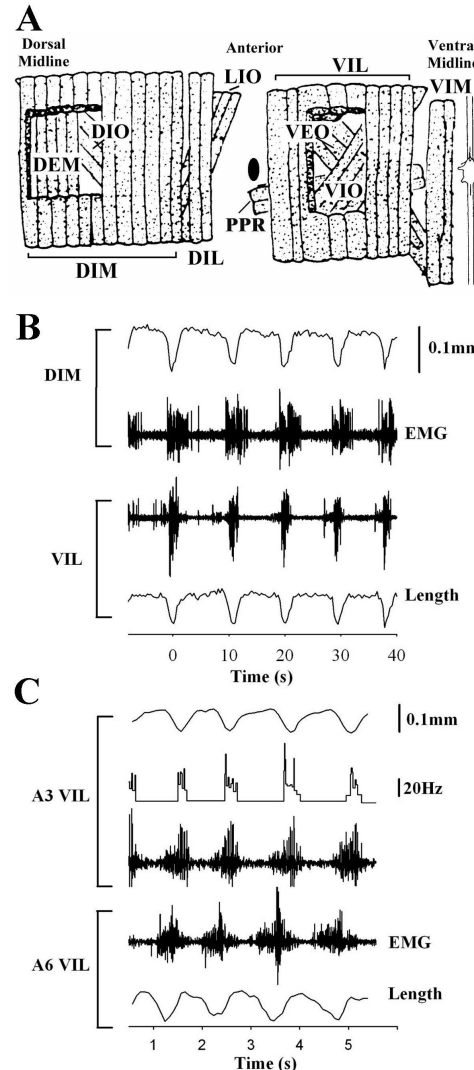 A
Dorsal
Midline
Anterior
Ventra
Midline
LIO
VIL
VIM
DIO
DEM
VEO
VIO
PPR
DIM
DIL
B
DIM
0.1mm
EMG
VIL
Length
0 10 20 30 40
Time (s)
C
0.1mm
A3 VIL
20Hz
EMG
A6 VIL
Length
1 2 3 4 5
Time (s)